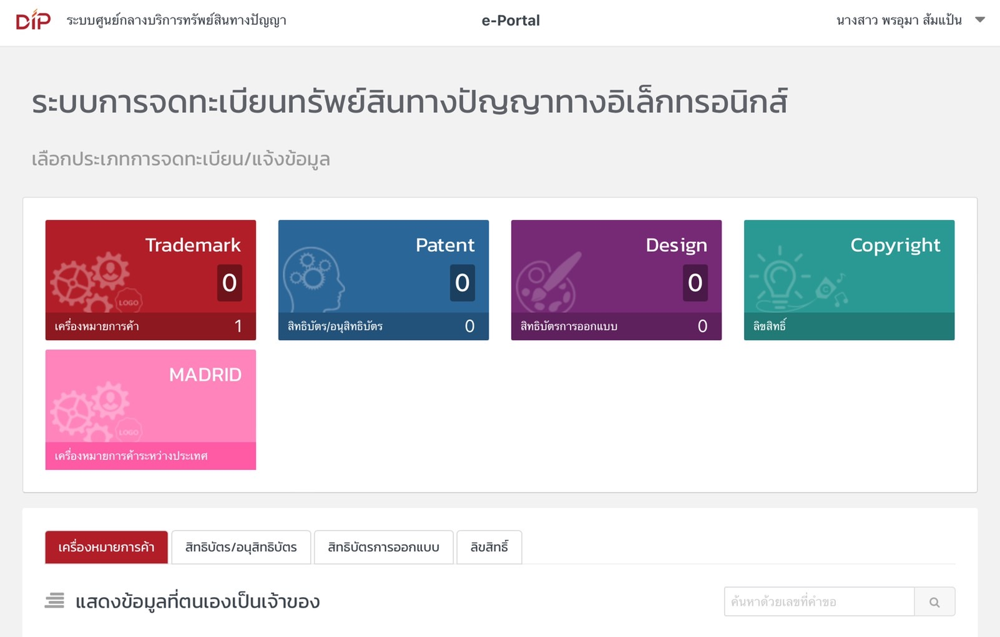 DIP ระบบศูนย์กลางบริการทรัพย์สินทางปัญญา e-Portal นางสาว พรอุมา ส้มแป้น
ระบบการจดทะเบียนทรัพย์สินทางปัญญาทางอิเล็กทรอนิกส์
เลือกประเภทการจดทะเบียน/แจ้งข้อมูล
Trademark
0
LOGO
เครื่องหมายการค้า 1
Patent
0
สิทธิบัตร/อนุสิทธิบัตร 0
Design
0
สิทธิบัตรการออกแบบ 0
Copyright
C
ลิขสิทธิ์
MADRID
LOGO
เครื่องหมายการค้าระหว่างประเทศ
เครื่องหมายการค้า สิทธิบัตร/อนุสิทธิบัตร สิทธิบัตรการออกแบบ ลิขสิทธิ์
แสดงข้อมูลที่ตนเองเป็นเจ้าของ ค้นหาด้วยเลขที่คำขอ